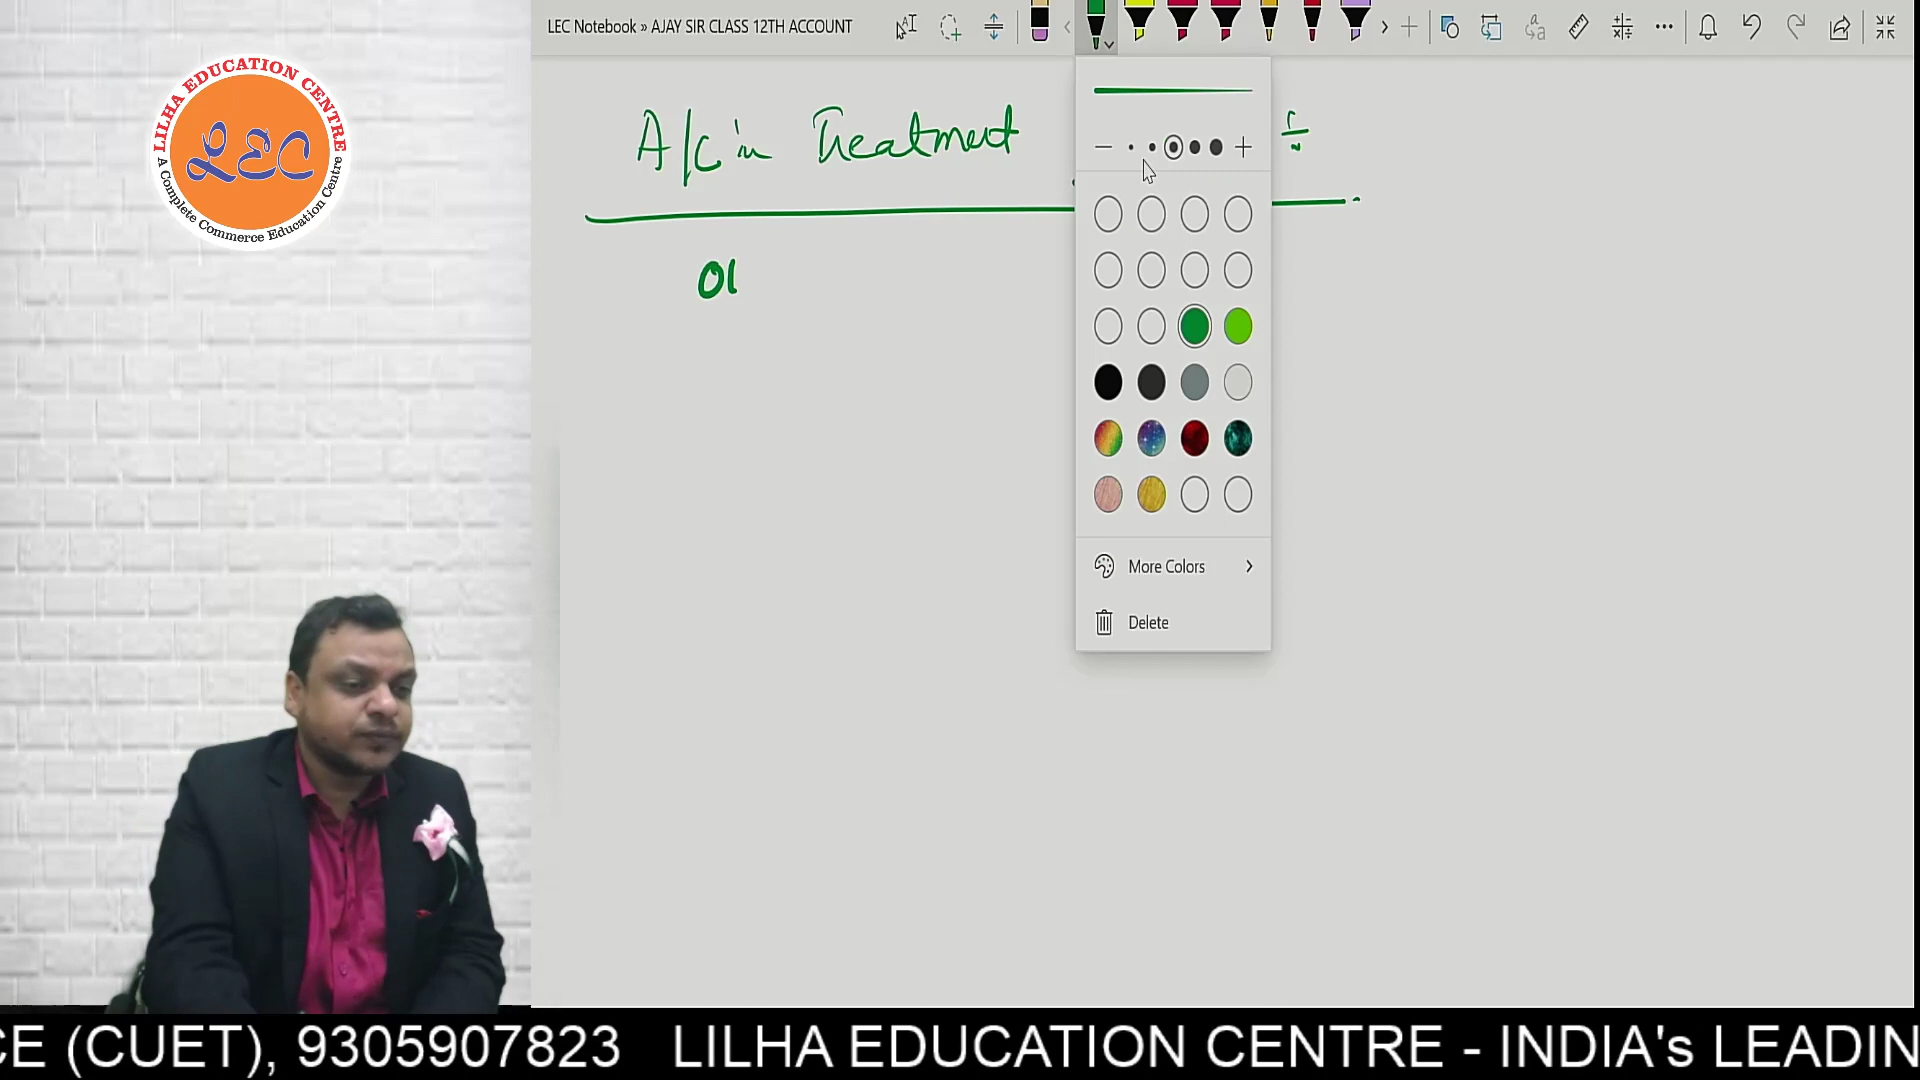 LILHA EDUCATION CENTRE
LEC
A Complete Commerce Education Centre
LEC Notebook » AJAY SIR CLASS 12TH ACCOUNT
A/c'in Treatment
01
More Colors
Delete
CE (CUET), 9305907823 LILHA EDUCATION CENTRE - INDIA's LEADIN